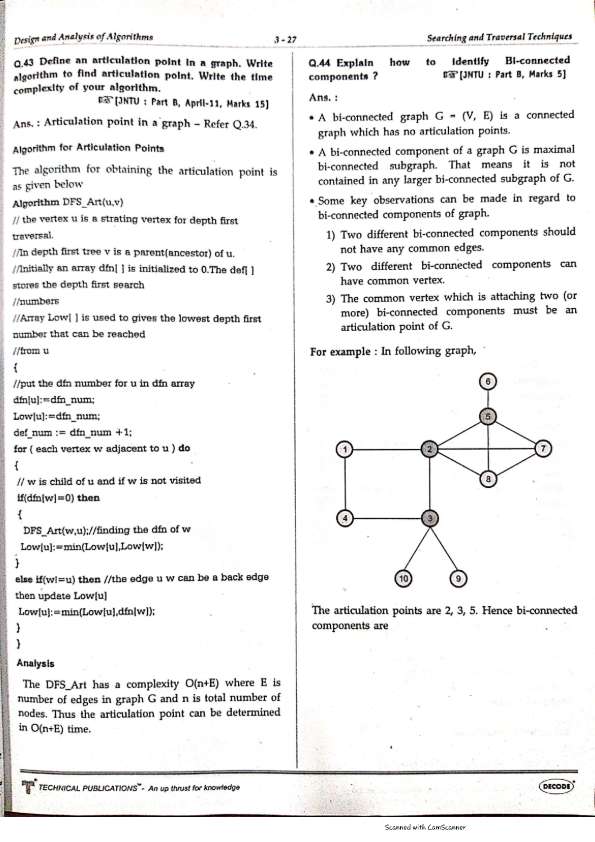 Design and Analysis of Algorithms
3 - 27
Searching and Traversal Techniques
Q.43 Define an articulation point in a graph. Write
algorithm to find articulation point. Write the time
complexity of your algorithm.
[JNTU : Part B, April-11, Marks 15]
Ans. : Articulation point in a graph - Refer Q.34.
Algorithm for Articulation Points
The algorithm for obtaining the articulation point is
as given below
Algorithm DFS_Art(u,v)
// the vertex u is a strating vertex for depth first
traversal.
//In depth first tree v is a parent(ancestor) of u.
//Initially an array dfn[ ] is initialized to 0.The def[ ]
stores the depth first search
//numbers
//Array Low[ ] is used to gives the lowest depth first
number that can be reached
//from u
{
//put the dfn number for u in dfn array
dfn[u]:=dfn_num;
Low[u]:=dfn_num;
def_num := dfn_num +1;
for ( each vertex w adjacent to u ) do
{
// w is child of u and if w is not visited
if(dfn[w]=0) then
{
DFS_Art(w,u);//finding the dfn of w
Low[u]:=min(Low[u],Low[w]);
}
else if(w!=u) then //the edge u w can be a back edge
then update Low[u]
Low[u]:=min(Low[u],dfn[w]);
}
}
Analysis
The DFS_Art has a complexity O(n+E) where E is
number of edges in graph G and n is total number of
nodes. Thus the articulation point can be determined
in O(n+E) time.
Q.44 Explain how to identify Bi-connected
components ? [JNTU : Part B, Marks 5]
Ans. :
• A bi-connected graph G = (V, E) is a connected
graph which has no articulation points.
• A bi-connected component of a graph G is maximal
bi-connected subgraph. That means it is not
contained in any larger bi-connected subgraph of G.
• Some key observations can be made in regard to
bi-connected components of graph.
1) Two different bi-connected components should
not have any common edges.
2) Two different bi-connected components can
have common vertex.
3) The common vertex which is attaching two (or
more) bi-connected components must be an
articulation point of G.
For example : In following graph,
6
5
1
2
7
8
4
3
10
9
The articulation points are 2, 3, 5. Hence bi-connected
components are
TECHNICAL PUBLICATIONS™- An up thrust for knowledge
DECODE
Scanned with CamScanner